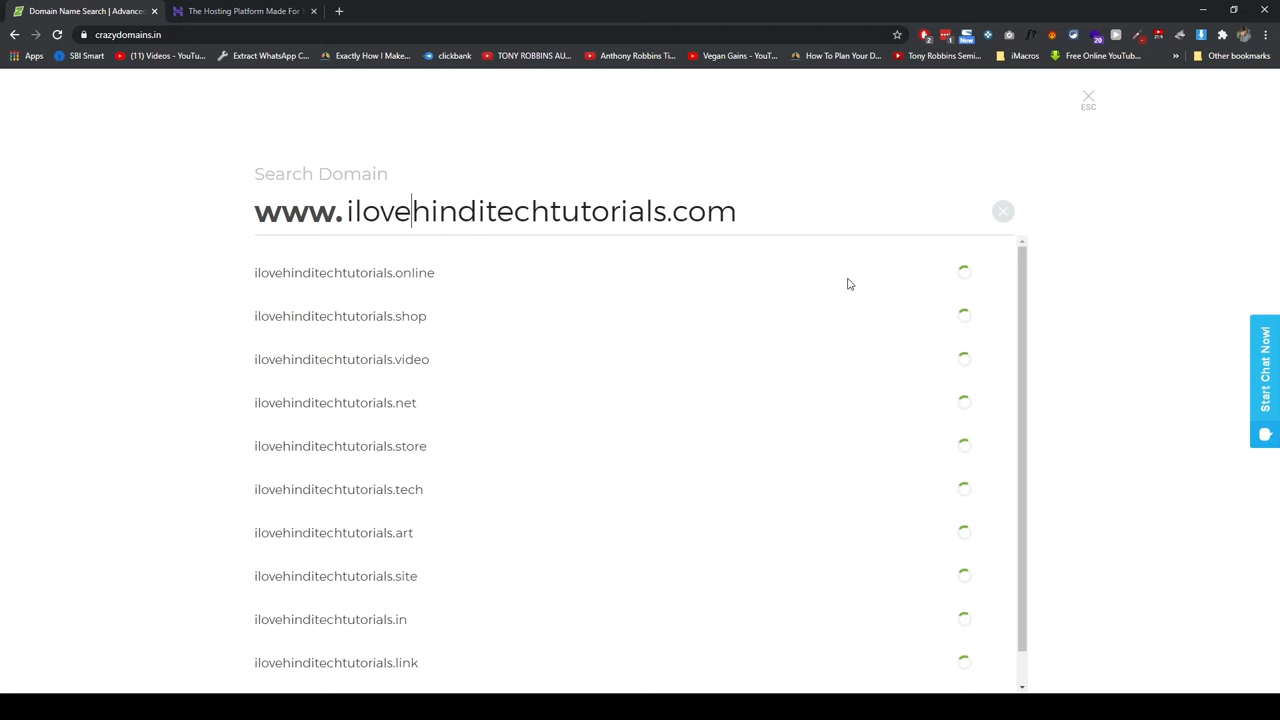 Domain Name Search | Advanced
The Hosting Platform Made For Y
crazydomains.in
Apps
SBI Smart
(11) Videos - YouTu...
Extract WhatsApp C...
Exactly How I Make...
clickbank
TONY ROBBINS AU...
Anthony Robbins Ti...
Vegan Gains - YouT...
How To Plan Your D...
Tony Robbins Semi...
iMacros
Free Online YouTub...
»
Other bookmarks
ESC
Search Domain
www. ilovehinditechtutorials.com
ilovehinditechtutorials.online
ilovehinditechtutorials.shop
ilovehinditechtutorials.video
ilovehinditechtutorials.net
ilovehinditechtutorials.store
ilovehinditechtutorials.tech
ilovehinditechtutorials.art
ilovehinditechtutorials.site
ilovehinditechtutorials.in
ilovehinditechtutorials.link
Start Chat Now!